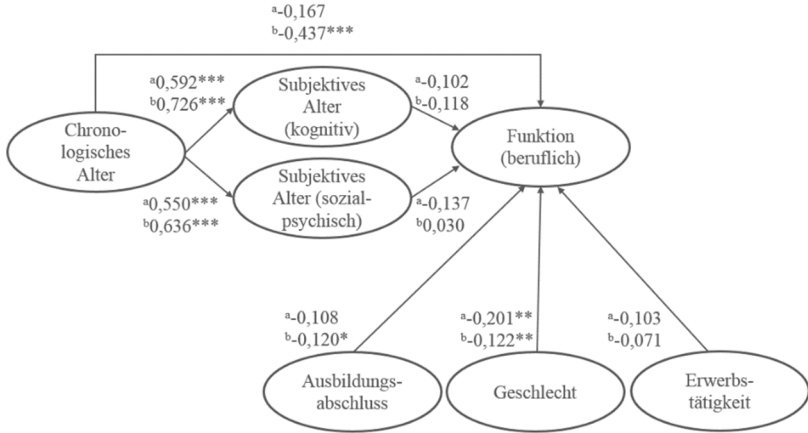 ᵃ-0,167
ᵇ-0,437***
ᵃ0,592***
ᵇ0,726***
Subjektives
Alter
(kognitiv)
ᵃ-0,102
ᵇ-0,118
Chrono-
logisches
Alter
Funktion
(beruflich)
ᵃ0,550***
ᵇ0,636***
Subjektives
Alter (sozial-
psychisch)
ᵃ-0,137
ᵇ0,030
ᵃ-0,108
ᵇ-0,120*
ᵃ-0,201**
ᵇ-0,122**
ᵃ-0,103
ᵇ-0,071
Ausbildungs-
abschluss
Geschlecht
Erwerbs-
tätigkeit